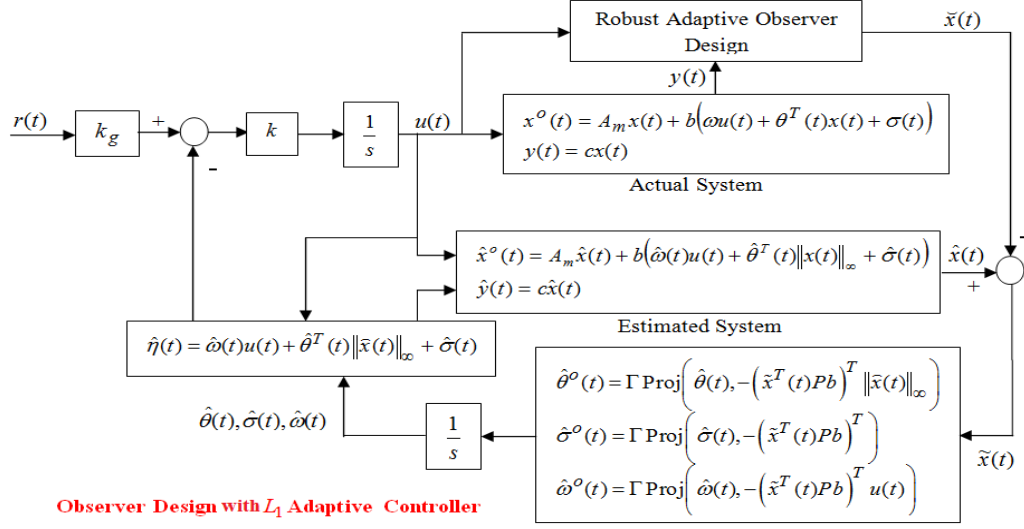 Robust Adaptive Observer
Design
x̆(t)
y(t)
r(t)
+
k_g
-
k
1/s
u(t)
x^o(t) = A_m x(t) + b(ωu(t) + θ^T(t)x(t) + σ(t))
y(t) = cx(t)
Actual System
x̂^o(t) = A_m x̂(t) + b(ω̂(t)u(t) + θ̂^T(t)‖x(t)‖_∞ + σ̂(t))
ŷ(t) = cx̂(t)
x̂(t)
-
+
Estimated System
η̂(t) = ω̂(t)u(t) + θ̂^T(t)‖x̆(t)‖_∞ + σ̂(t)
θ̂(t), σ̂(t), ω̂(t)
1/s
θ̂^o(t) = Γ Proj(θ̂(t), -(x̃^T(t)Pb)^T ‖x̆(t)‖_∞)
σ̂^o(t) = Γ Proj(σ̂(t), -(x̃^T(t)Pb)^T)
ω̂^o(t) = Γ Proj(ω̂(t), -(x̃^T(t)Pb)^T u(t))
x̃(t)
Observer Design with L_1 Adaptive Controller